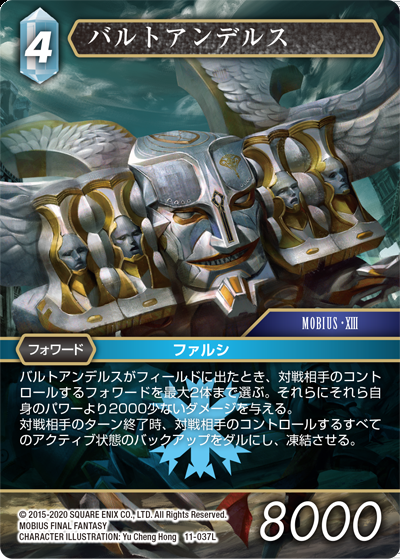 4
バルトアンデルス
MOBIUS・XIII
フォワード
ファルシ
バルトアンデルスがフィールドに出たとき、対戦相手のコント
ロールするフォワードを最大2体まで選ぶ。それらにそれら自
身のパワーより2000少ないダメージを与える。
対戦相手のターン終了時、対戦相手のコントロールするすべて
のアクティブ状態のバックアップをダルにし、凍結させる。
© 2015-2020 SQUARE ENIX CO., LTD. All Rights Reserved.
MOBIUS FINAL FANTASY
CHARACTER ILLUSTRATION: Yu Cheng Hong 11-037L
8000